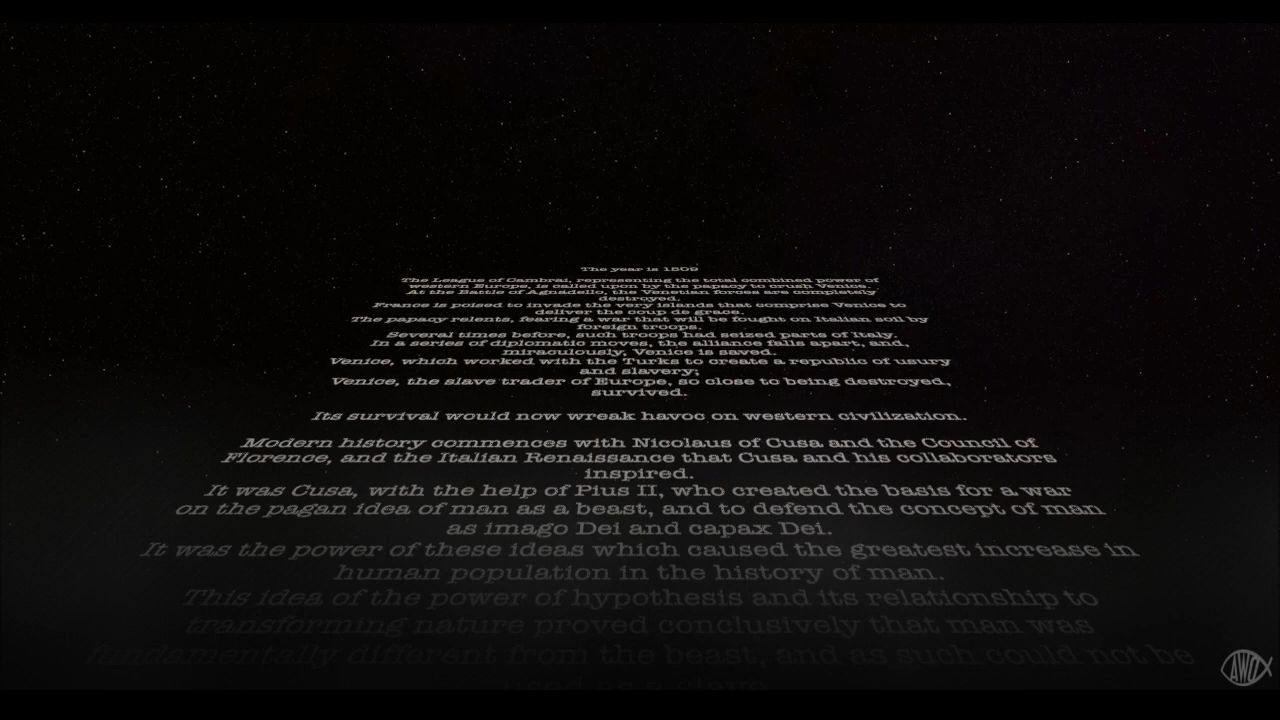 The year is 1509
The League of Cambrai, representing the total combined power of
western Europe, is called upon by the papacy to crush Venice.
At the Battle of Agnadello, the Venetian forces are completely
destroyed.
France is poised to invade the very islands that comprise Venice to
deliver the coup de grace.
The papacy relents, fearing a war that will be fought on Italian soil by
foreign troops.
Several times before, such troops had seized parts of Italy.
In a series of diplomatic moves, the alliance falls apart, and,
miraculously, Venice is saved.
Venice, which worked with the Turks to create a republic of usury
and slavery;
Venice, the slave trader of Europe, so close to being destroyed,
survived.
Its survival would now wreak havoc on western civilization.
Modern history commences with Nicolaus of Cusa and the Council of
Florence, and the Italian Renaissance that Cusa and his collaborators
inspired.
It was Cusa, with the help of Pius II, who created the basis for a war
on the pagan idea of man as a beast, and to defend the concept of man
as imago Dei and capax Dei.
It was the power of these ideas which caused the greatest increase in
human population in the history of man.
This idea of the power of hypothesis and its relationship to
transforming nature proved conclusively that man was
fundamentally different from the beast, and as such could not be
used as a slave.
AWO